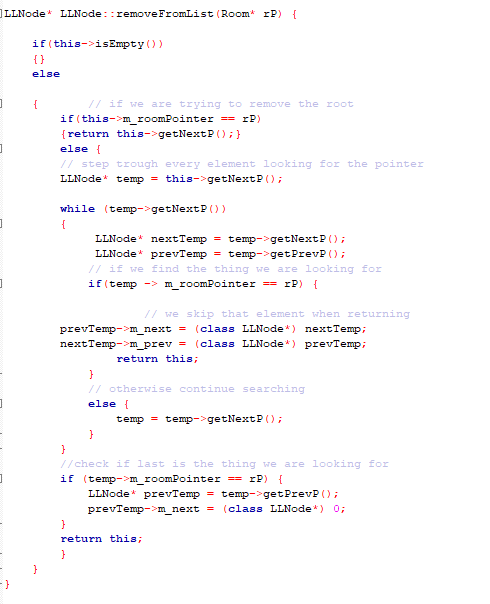 LLNode* LLNode::removeFromList(Room* rP) {
if(this->isEmpty())
{}
else
{ // if we are trying to remove the root
if(this->m_roomPointer == rP)
{return this->getNextP();}
else {
// step trough every element looking for the pointer
LLNode* temp = this->getNextP();
while (temp->getNextP())
{
LLNode* nextTemp = temp->getNextP();
LLNode* prevTemp = temp->getPrevP();
// if we find the thing we are looking for
if(temp -> m_roomPointer == rP) {
// we skip that element when returning
prevTemp->m_next = (class LLNode*) nextTemp;
nextTemp->m_prev = (class LLNode*) prevTemp;
return this;
}
// otherwise continue searching
else {
temp = temp->getNextP();
}
}
//check if last is the thing we are looking for
if (temp->m_roomPointer == rP) {
LLNode* prevTemp = temp->getPrevP();
prevTemp->m_next = (class LLNode*) 0;
}
return this;
}
}
}